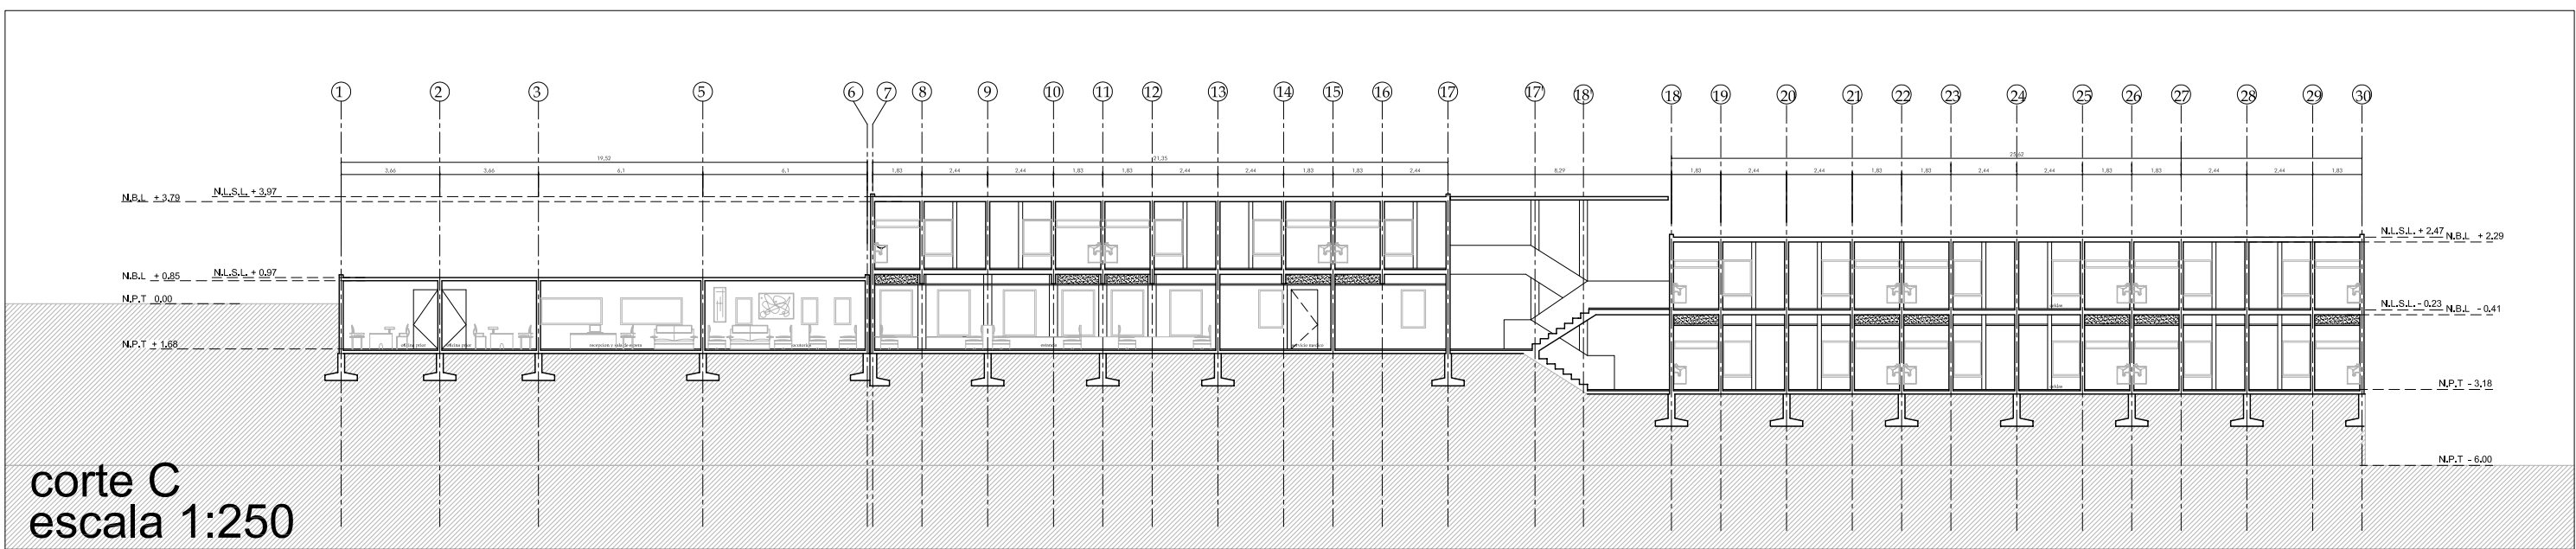 1 2 3 5 6 7 8 9 10 11 12 13 14 15 16 17 17' 18' 18 19 20 21 22 23 24 25 26 27 28 29 30
19,52 21,35 25,62
3,66 3,66 6,1 6,1 1,83 2,44 2,44 1,83 1,83 2,44 2,44 1,83 1,83 2,44 8,29 1,83 2,44 2,44 1,83 1,83 2,44 2,44 1,83 1,83 2,44 2,44 1,83
N.L.S.L. + 3,97
N.B.L + 3,79
N.L.S.L. + 2,47
N.B.L + 2,29
N.L.S.L. + 0,97
N.B.L + 0,85
N.P.T 0,00
N.L.S.L. - 0,23
N.B.L - 0,41
N.P.T + 1,68
N.P.T - 3,18
N.P.T - 6,00
corte C
escala 1:250